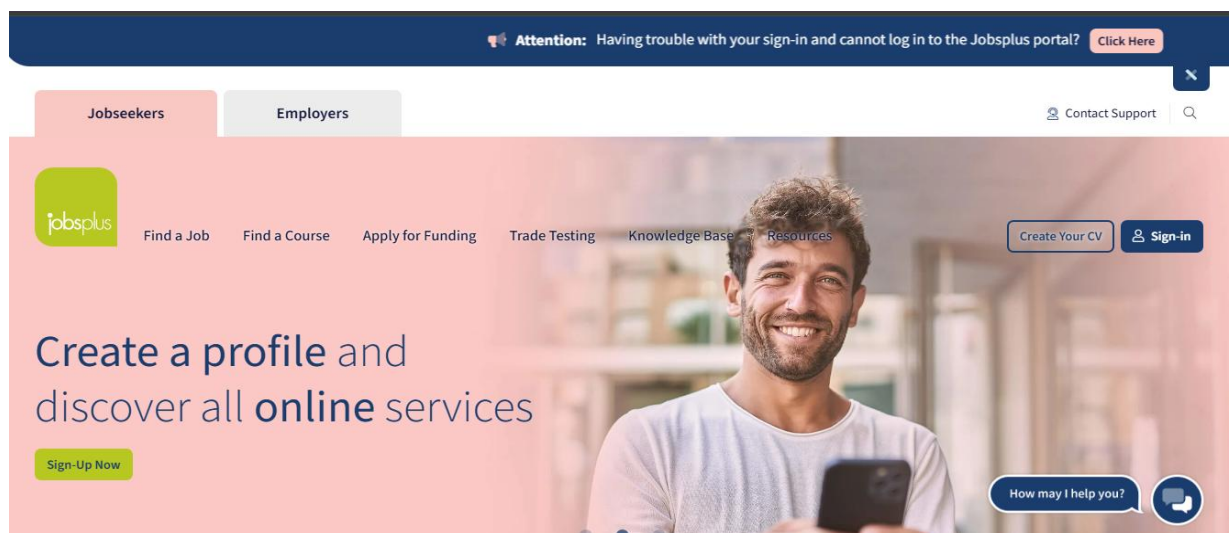 Attention: Having trouble with your sign-in and cannot log in to the Jobsplus portal? Click Here
Jobseekers Employers Contact Support
jobsplus
Find a Job Find a Course Apply for Funding Trade Testing Knowledge Base Resources Create Your CV Sign-in
Create a profile and
discover all online services
Sign-Up Now
How may I help you?